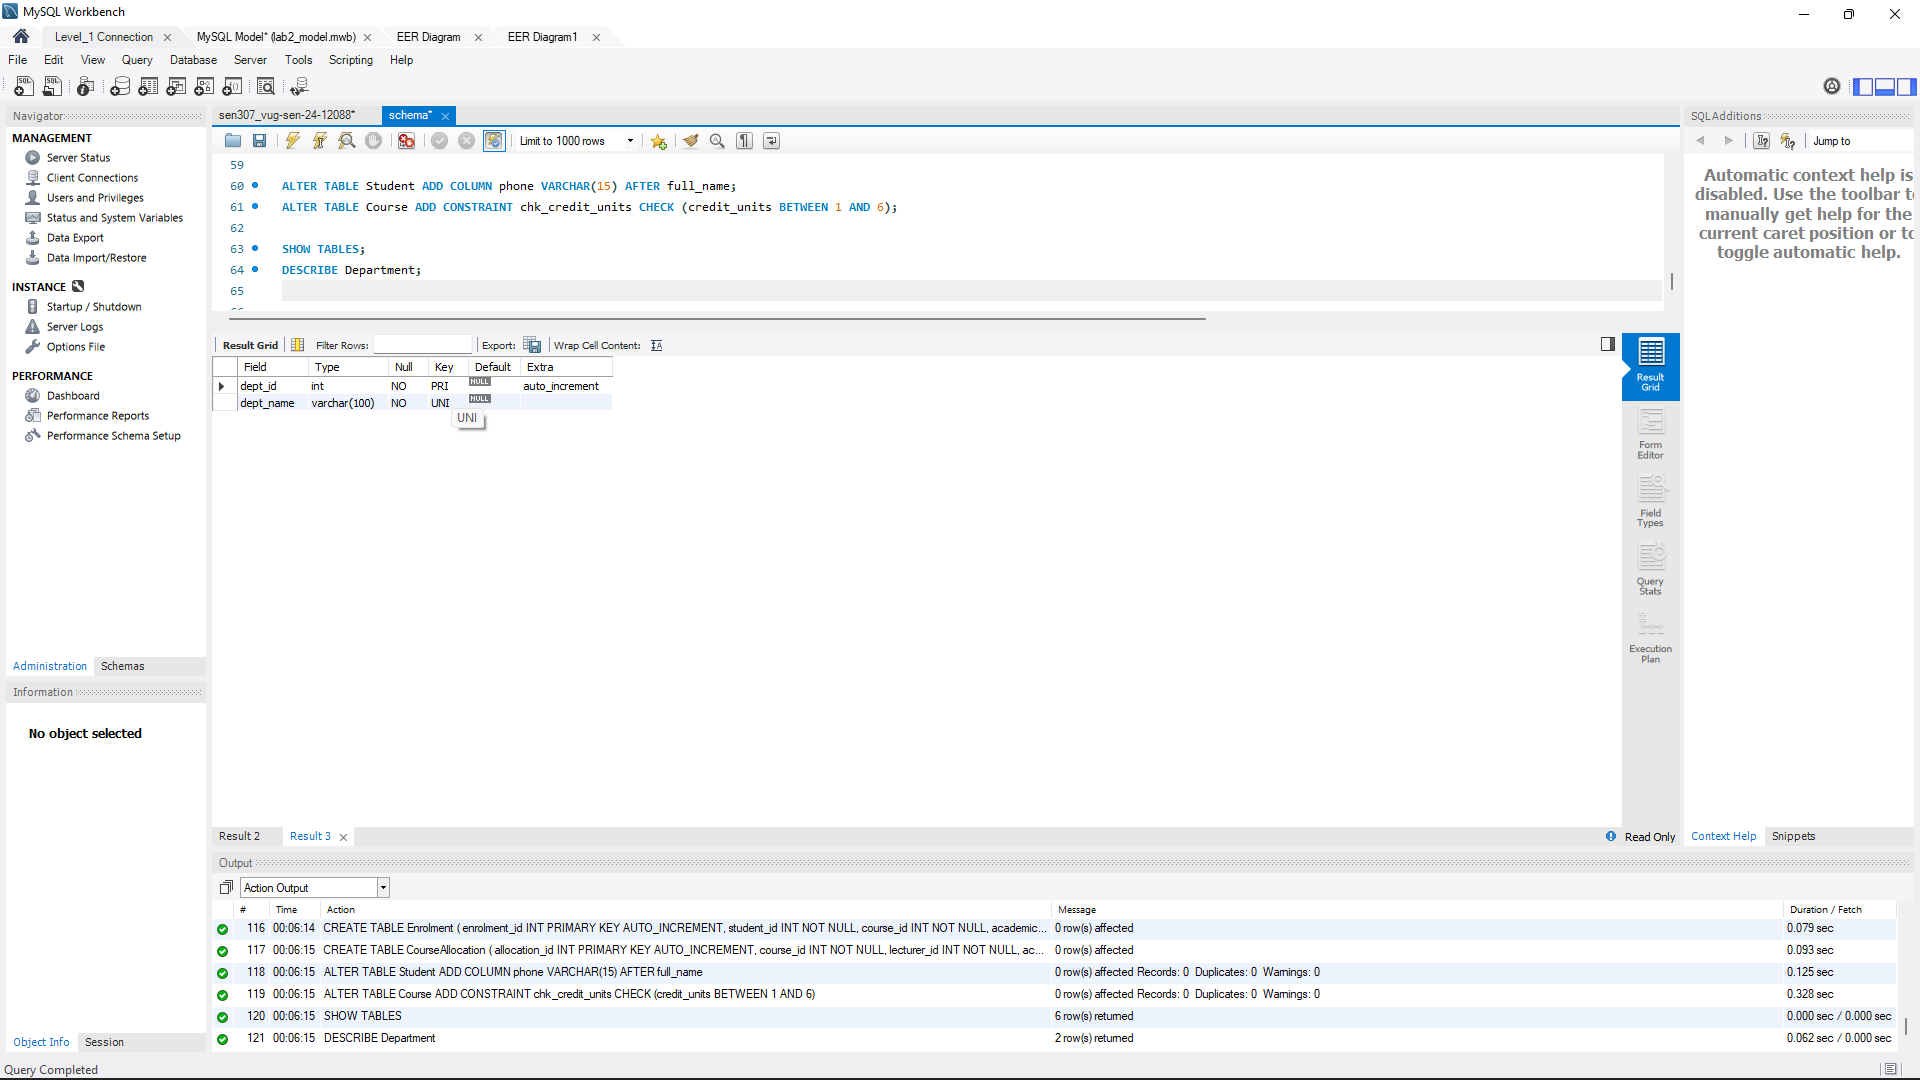 MySQL Workbench
Level_1 Connection
MySQL Model* (lab2_model.mwb)
EER Diagram
EER Diagram1
File Edit View Query Database Server Tools Scripting Help
Navigator
MANAGEMENT
Server Status
Client Connections
Users and Privileges
Status and System Variables
Data Export
Data Import/Restore
INSTANCE
Startup / Shutdown
Server Logs
Options File
PERFORMANCE
Dashboard
Performance Reports
Performance Schema Setup
Administration Schemas
Information
No object selected
Object Info Session
Query Completed
sen307_vug-sen-24-12088*
schema*
Limit to 1000 rows
59
60 ALTER TABLE Student ADD COLUMN phone VARCHAR(15) AFTER full_name;
61 ALTER TABLE Course ADD CONSTRAINT chk_credit_units CHECK (credit_units BETWEEN 1 AND 6);
62
63 SHOW TABLES;
64 DESCRIBE Department;
65
Result Grid Filter Rows: Export: Wrap Cell Content:
Field Type Null Key Default Extra
dept_id int NO PRI NULL auto_increment
dept_name varchar(100) NO UNI NULL
UNI
Result Grid
Form Editor
Field Types
Query Stats
Execution Plan
Result 2 Result 3
Read Only
SQLAdditions
Jump to
Automatic context help is
disabled. Use the toolbar t
manually get help for the
current caret position or to
toggle automatic help.
Context Help Snippets
Output
Action Output
# Time Action Message Duration / Fetch
116 00:06:14 CREATE TABLE Enrolment ( enrolment_id INT PRIMARY KEY AUTO_INCREMENT, student_id INT NOT NULL, course_id INT NOT NULL, academic... 0 row(s) affected 0.079 sec
117 00:06:15 CREATE TABLE CourseAllocation ( allocation_id INT PRIMARY KEY AUTO_INCREMENT, course_id INT NOT NULL, lecturer_id INT NOT NULL, ac... 0 row(s) affected 0.093 sec
118 00:06:15 ALTER TABLE Student ADD COLUMN phone VARCHAR(15) AFTER full_name 0 row(s) affected Records: 0 Duplicates: 0 Warnings: 0 0.125 sec
119 00:06:15 ALTER TABLE Course ADD CONSTRAINT chk_credit_units CHECK (credit_units BETWEEN 1 AND 6) 0 row(s) affected Records: 0 Duplicates: 0 Warnings: 0 0.328 sec
120 00:06:15 SHOW TABLES 6 row(s) returned 0.000 sec / 0.000 sec
121 00:06:15 DESCRIBE Department 2 row(s) returned 0.062 sec / 0.000 sec